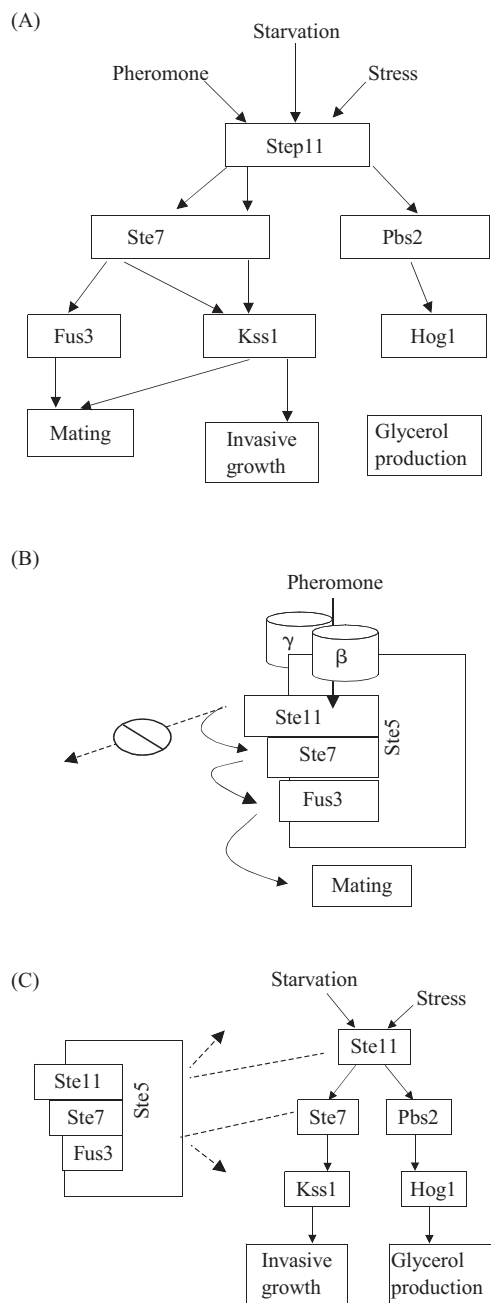 (A)
Starvation
Pheromone
Stress
Step11
Ste7
Pbs2
Fus3
Kss1
Hog1
Mating
Invasive
growth
Glycerol
production
(B)
Pheromone
γ
β
Ste11
Ste5
Ste7
Fus3
Mating
(C)
Starvation
Stress
Ste11
Ste11
Ste5
Ste7
Fus3
Ste7
Pbs2
Kss1
Hog1
Invasive
growth
Glycerol
production